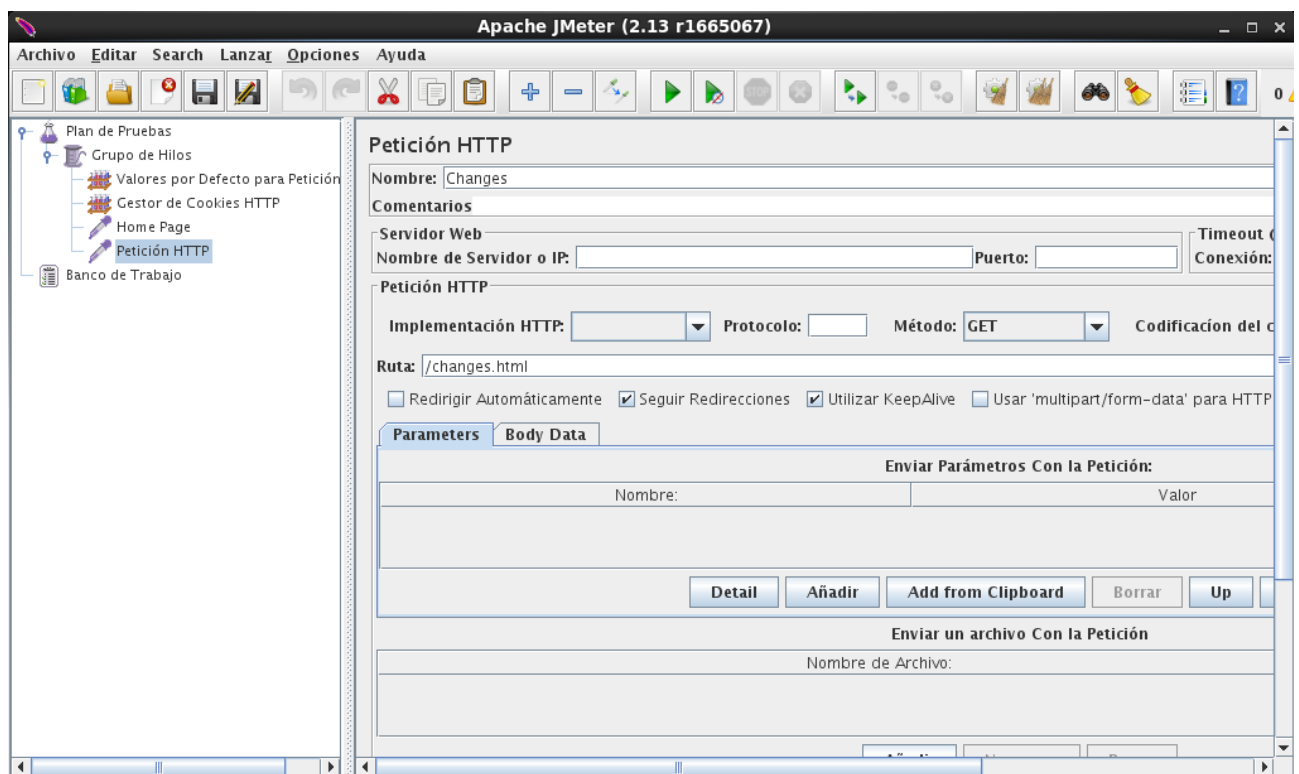 Apache JMeter (2.13 r1665067)
Archivo Editar Search Lanzar Opciones Ayuda
STOP
0
Plan de Pruebas
Grupo de Hilos
Valores por Defecto para Petición
Gestor de Cookies HTTP
Home Page
Petición HTTP
Banco de Trabajo
Petición HTTP
Nombre: Changes
Comentarios
Servidor Web
Timeout (
Nombre de Servidor o IP: Puerto: Conexión:
Petición HTTP
Implementación HTTP: Protocolo: Método: GET Codificacíon del c
Ruta: /changes.html
Redirigir Automáticamente Seguir Redirecciones Utilizar KeepAlive Usar 'multipart/form-data' para HTTP
Parameters Body Data
Enviar Parámetros Con la Petición:
Nombre: Valor
Detail Añadir Add from Clipboard Borrar Up
Enviar un archivo Con la Petición
Nombre de Archivo: